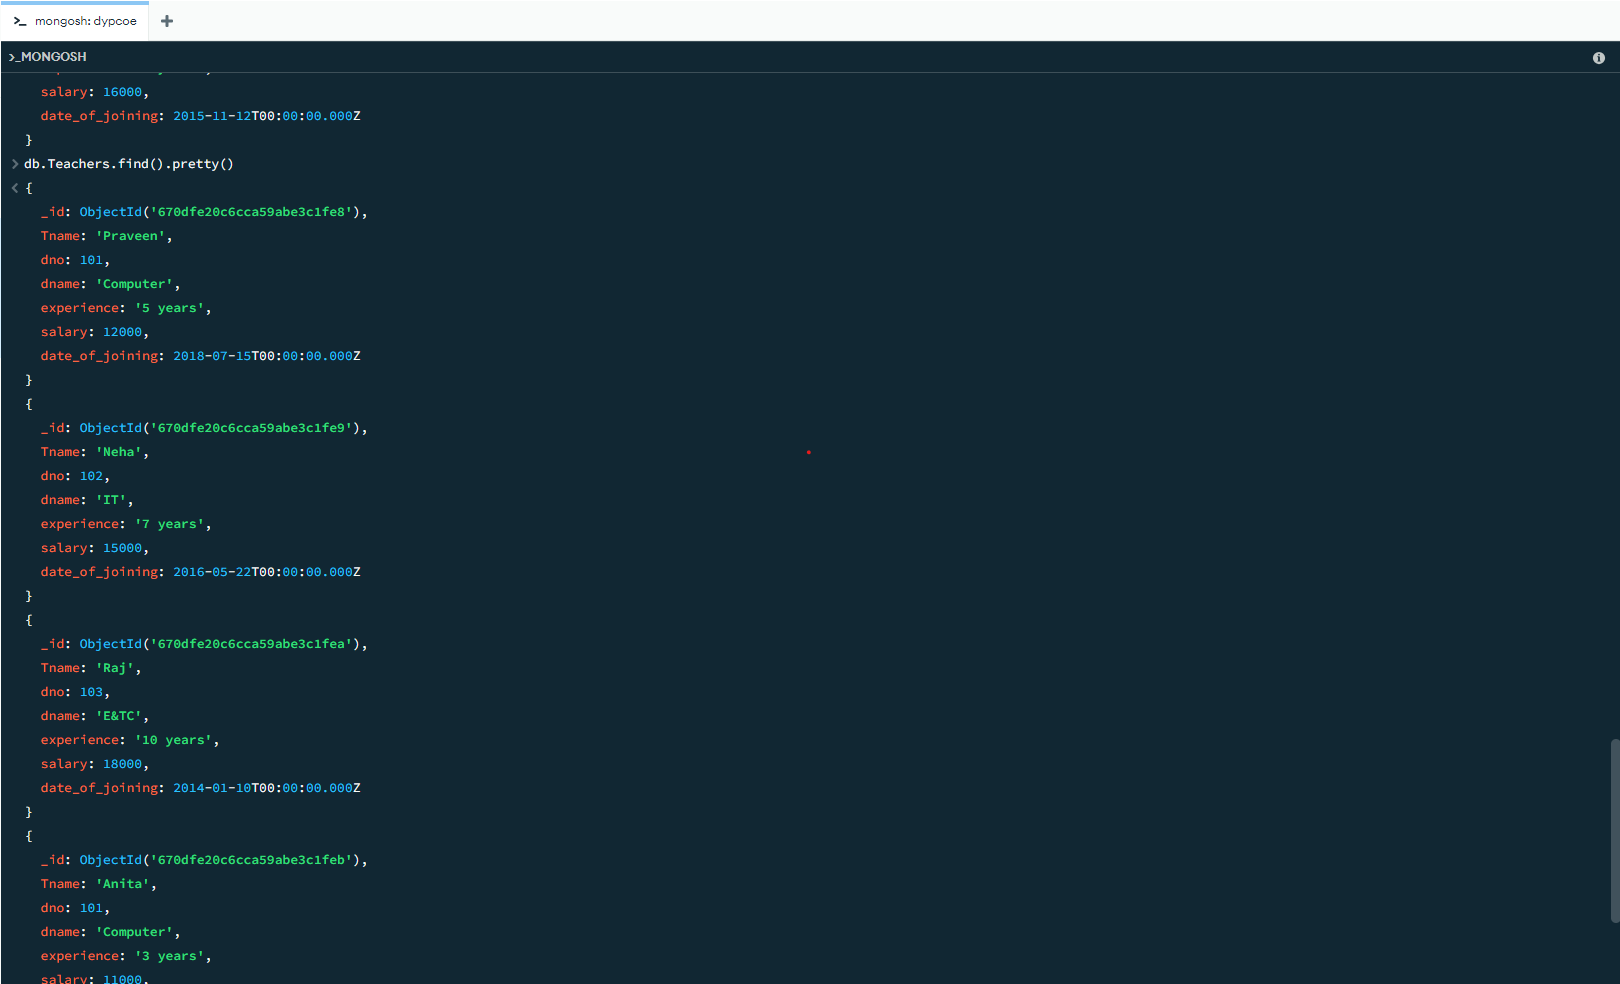 mongosh: dypcoe
>_MONGOSH
salary: 16000,
date_of_joining: 2015-11-12T00:00:00.000Z
}
> db.Teachers.find().pretty()
< {
_id: ObjectId('670dfe20c6cca59abe3c1fe8'),
Tname: 'Praveen',
dno: 101,
dname: 'Computer',
experience: '5 years',
salary: 12000,
date_of_joining: 2018-07-15T00:00:00.000Z
}
{
_id: ObjectId('670dfe20c6cca59abe3c1fe9'),
Tname: 'Neha',
dno: 102,
dname: 'IT',
experience: '7 years',
salary: 15000,
date_of_joining: 2016-05-22T00:00:00.000Z
}
{
_id: ObjectId('670dfe20c6cca59abe3c1fea'),
Tname: 'Raj',
dno: 103,
dname: 'E&TC',
experience: '10 years',
salary: 18000,
date_of_joining: 2014-01-10T00:00:00.000Z
}
{
_id: ObjectId('670dfe20c6cca59abe3c1feb'),
Tname: 'Anita',
dno: 101,
dname: 'Computer',
experience: '3 years',
salary: 11000,